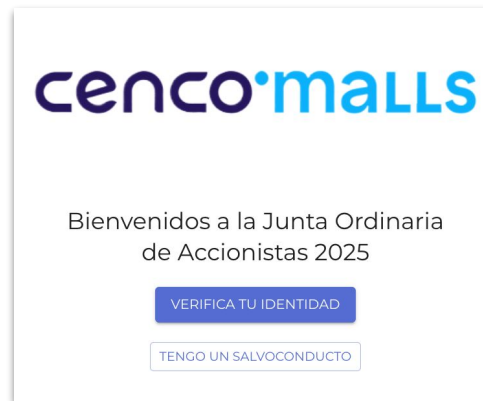 cenco·malls
Bienvenidos a la Junta Ordinaria
de Accionistas 2025
VERIFICA TU IDENTIDAD
TENGO UN SALVOCONDUCTO